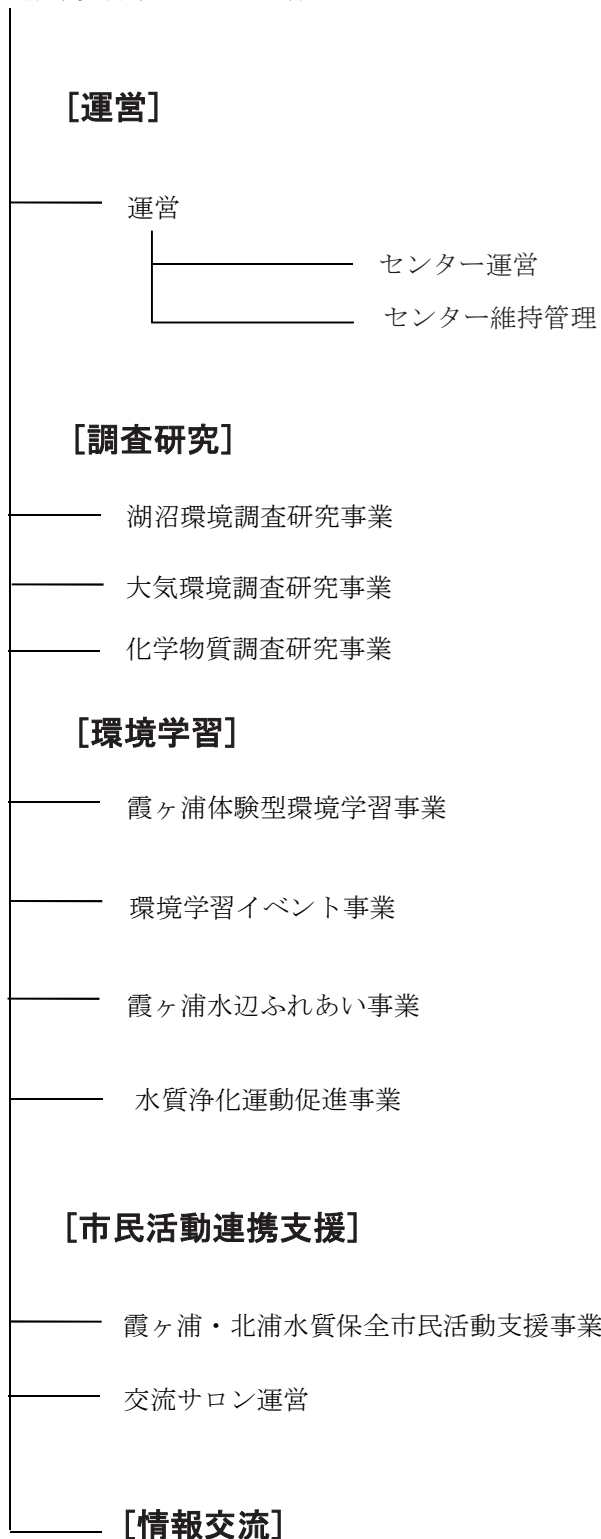 [運営]
運営
センター運営
センター維持管理
[調査研究]
湖沼環境調査研究事業
大気環境調査研究事業
化学物質調査研究事業
[環境学習]
霞ヶ浦体験型環境学習事業
環境学習イベント事業
霞ヶ浦水辺ふれあい事業
水質浄化運動促進事業
[市民活動連携支援]
霞ヶ浦・北浦水質保全市民活動支援事業
交流サロン運営
[情報交流]